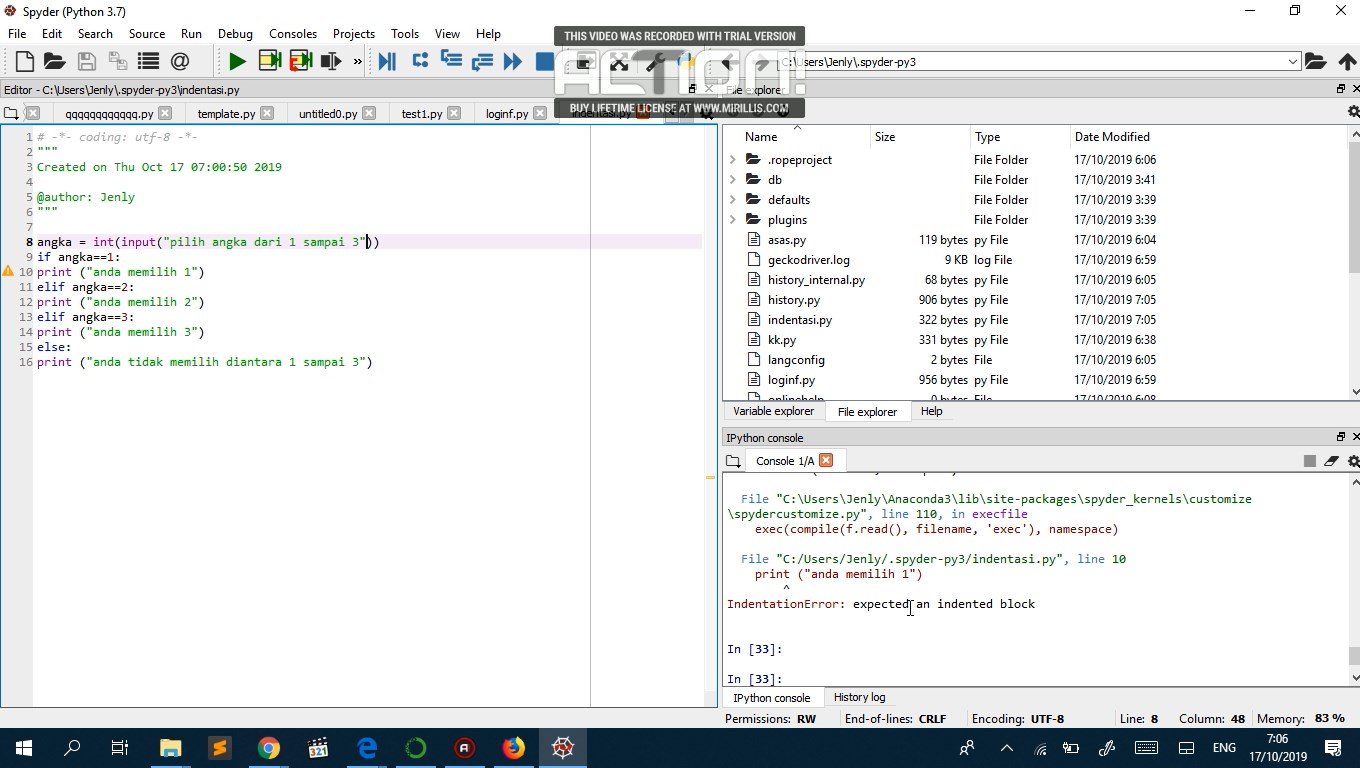 Spyder (Python 3.7)
File Edit Search Source Run Debug Consoles Projects Tools View Help
THIS VIDEO WAS RECORDED WITH TRIAL VERSION
ACTION!
BUY LIFETIME LICENSE AT WWW.MIRILLIS.COM
C:\Users\Jenly\.spyder-py3
Editor - C:\Users\Jenly\.spyder-py3\indentasi.py
File explorer
qqqqqqqqqqqq.py template.py untitled0.py test1.py loginf.py indentasi.py
1 # -*- coding: utf-8 -*-
2 """
3 Created on Thu Oct 17 07:00:50 2019
4
5 @author: Jenly
6 """
7
8 angka = int(input("pilih angka dari 1 sampai 3"))
9 if angka==1:
10 print ("anda memilih 1")
11 elif angka==2:
12 print ("anda memilih 2")
13 elif angka==3:
14 print ("anda memilih 3")
15 else:
16 print ("anda tidak memilih diantara 1 sampai 3")
Name Size Type Date Modified
.ropeproject File Folder 17/10/2019 6:06
db File Folder 17/10/2019 3:41
defaults File Folder 17/10/2019 3:39
plugins File Folder 17/10/2019 3:39
asas.py 119 bytes py File 17/10/2019 6:04
geckodriver.log 9 KB log File 17/10/2019 6:59
history_internal.py 68 bytes py File 17/10/2019 6:05
history.py 906 bytes py File 17/10/2019 7:05
indentasi.py 322 bytes py File 17/10/2019 7:05
kk.py 331 bytes py File 17/10/2019 6:38
langconfig 2 bytes File 17/10/2019 6:05
loginf.py 956 bytes py File 17/10/2019 6:59
onlinehelp 0 bytes File 17/10/2019 6:08
Variable explorer File explorer Help
IPython console
Console 1/A
File "C:\Users\Jenly\Anaconda3\lib\site-packages\spyder_kernels\customize
\spydercustomize.py", line 110, in execfile
exec(compile(f.read(), filename, 'exec'), namespace)
File "C:/Users/Jenly/.spyder-py3/indentasi.py", line 10
print ("anda memilih 1")
^
IndentationError: expected an indented block
In [33]:
In [33]:
IPython console History log
Permissions: RW End-of-lines: CRLF Encoding: UTF-8 Line: 8 Column: 48 Memory: 83 %
321
ENG
7:06
17/10/2019